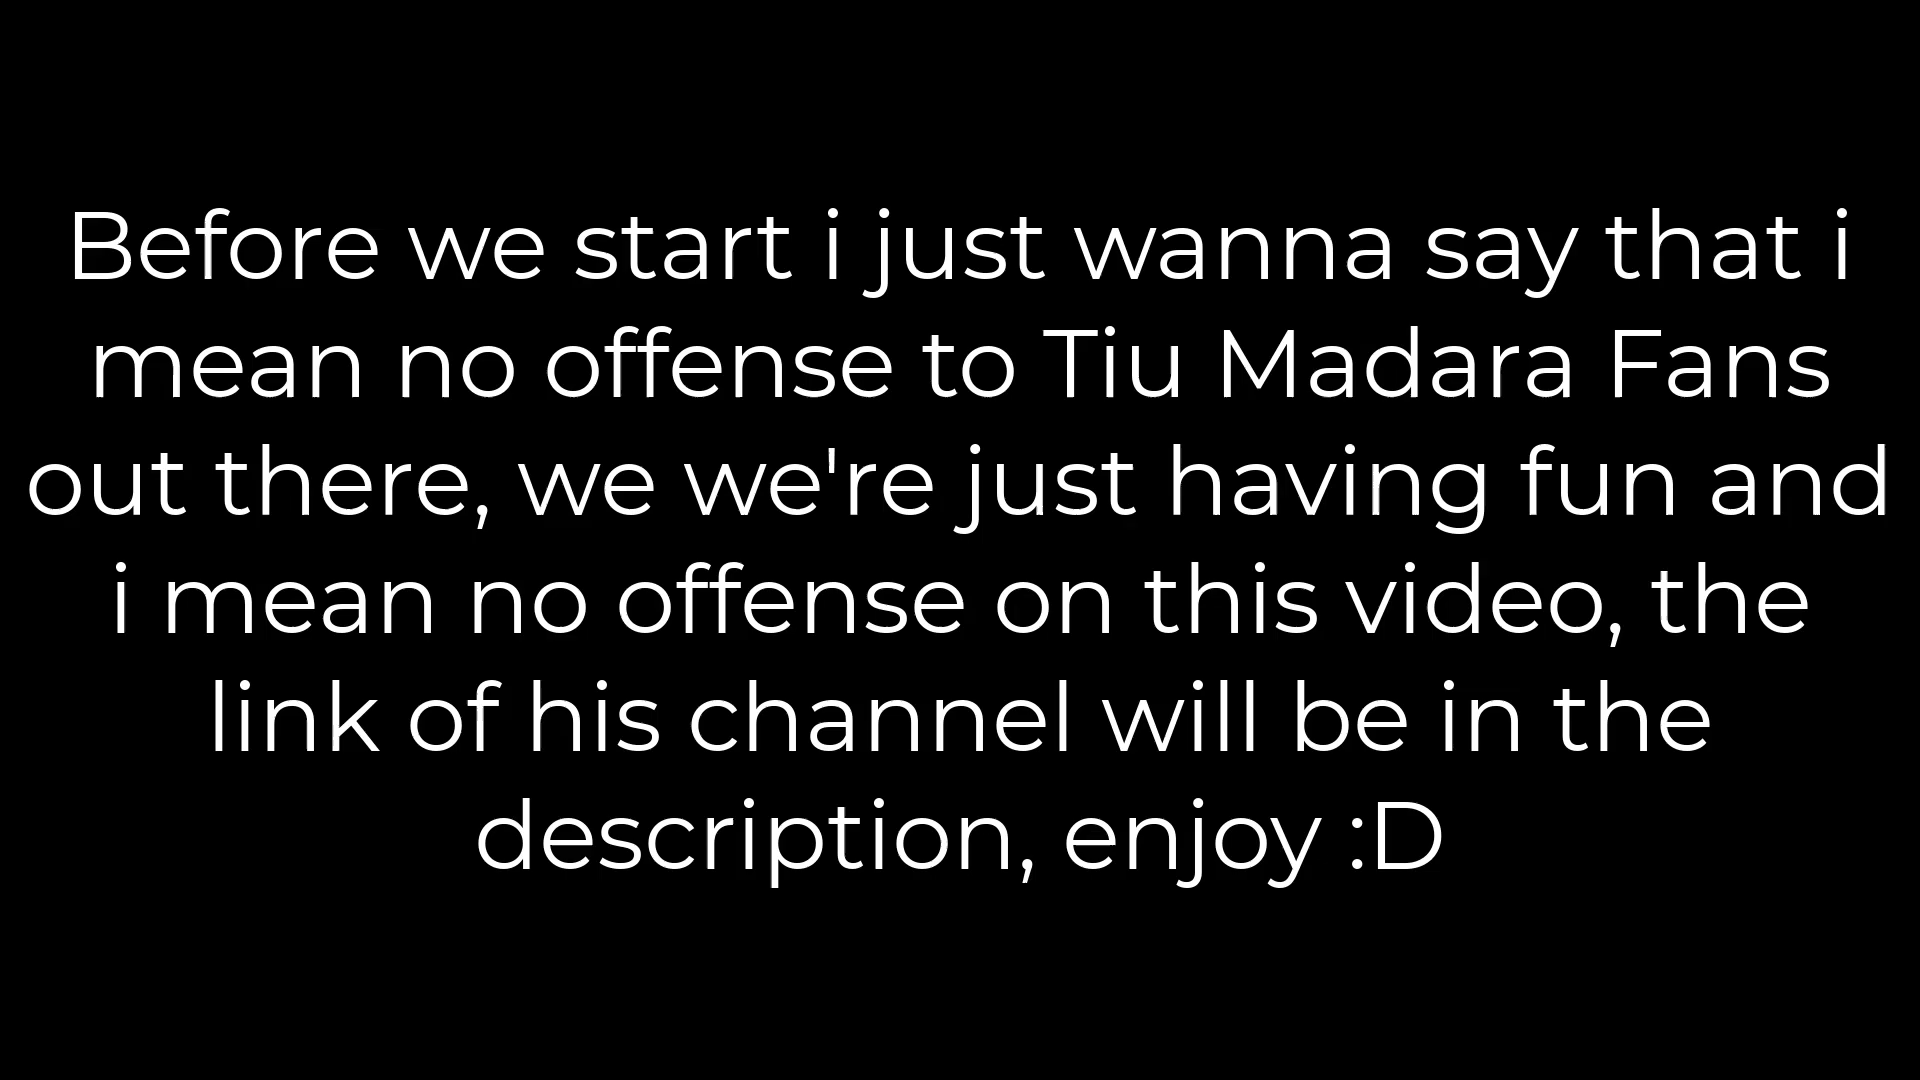 Before we start i just wanna say that i
mean no offense to Tiu Madara Fans
out there, we we're just having fun and
i mean no offense on this video, the
link of his channel will be in the
description, enjoy :D